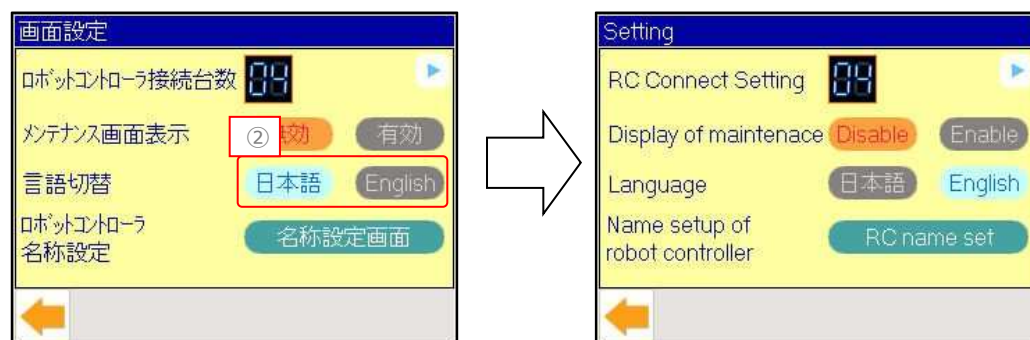 画面設定
ロボットコントローラ接続台数 04
メンテナンス画面表示 ② 効 有効
言語切替 日本語 English
ロボットコントローラ
名称設定 名称設定画面
Setting
RC Connect Setting 04
Display of maintenace Disable Enable
Language 日本語 English
Name setup of
robot controller RC name set